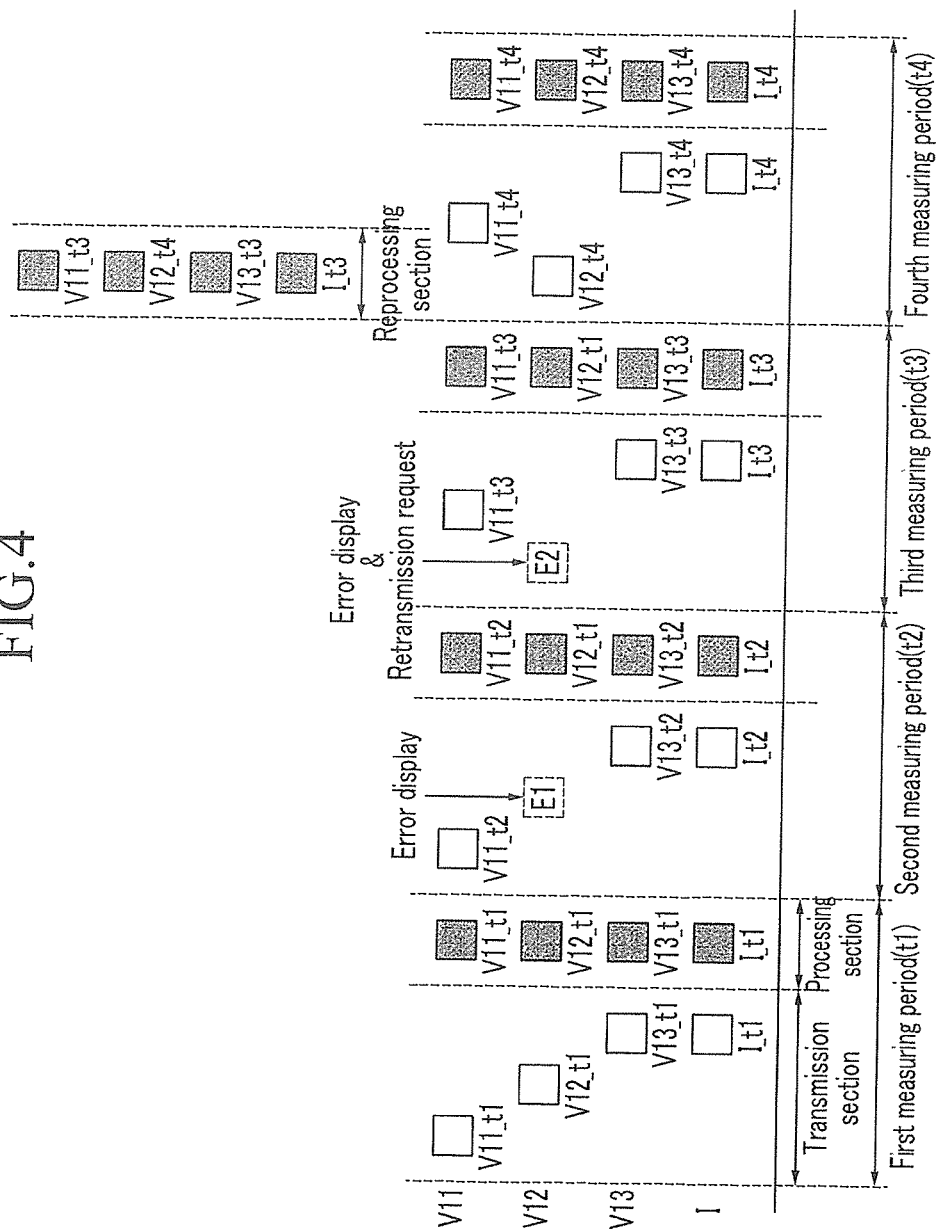 FIG.4
V11_t3
V12_t4
V13_t3
I_t3
Reprocessing
section
Error display
&
Retransmission request
Error display
V11
V12
V13
I
V11_t1
V12_t1
V13_t1
I_t1
V11_t1
V12_t1
V13_t1
I_t1
V11_t2
E1
V13_t2
I_t2
V11_t2
V12_t1
V13_t2
I_t2
E2
V11_t3
V13_t3
I_t3
V11_t3
V12_t1
V13_t3
I_t3
V12_t4
V11_t4
V13_t4
I_t4
V11_t4
V12_t4
V13_t4
I_t4
Transmission
section
Processing
section
First measuring period(t1)
Second measuring period(t2)
Third measuring period(t3)
Fourth measuring period(t4)